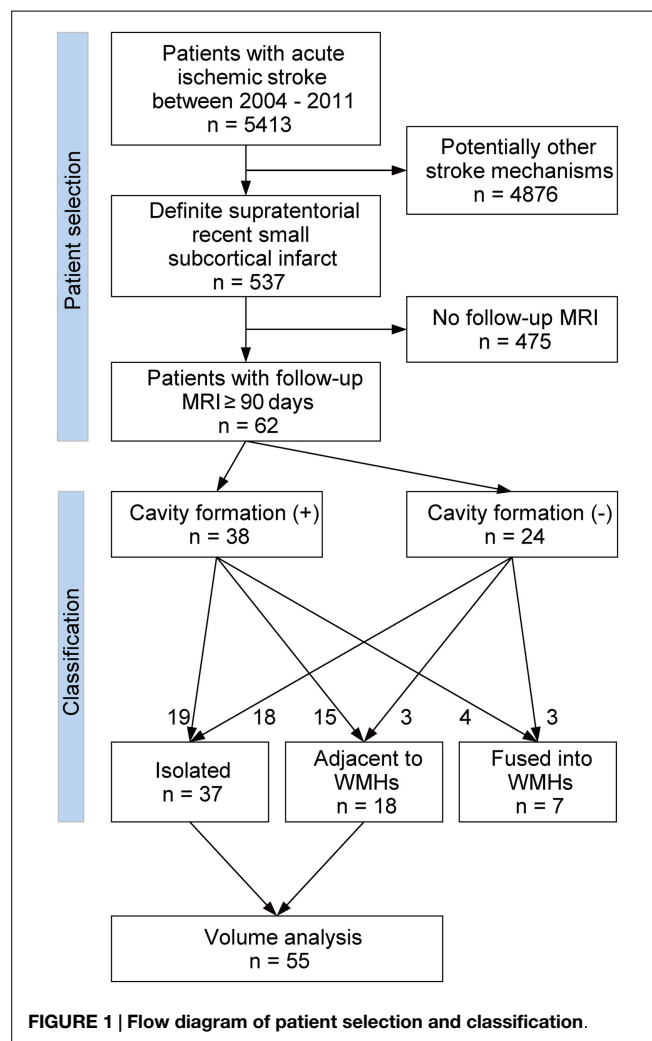 Patient selection
Patients with acute
ischemic stroke
between 2004 - 2011
n = 5413
Potentially other
stroke mechanisms
n = 4876
Definite supratentorial
recent small
subcortical infarct
n = 537
No follow-up MRI
n = 475
Patients with follow-up
MRI ≥ 90 days
n = 62
Classification
Cavity formation (+)
n = 38
Cavity formation (-)
n = 24
19 18 15 3 4 3
Isolated
n = 37
Adjacent to
WMHs
n = 18
Fused into
WMHs
n = 7
Volume analysis
n = 55
FIGURE 1 | Flow diagram of patient selection and classification.